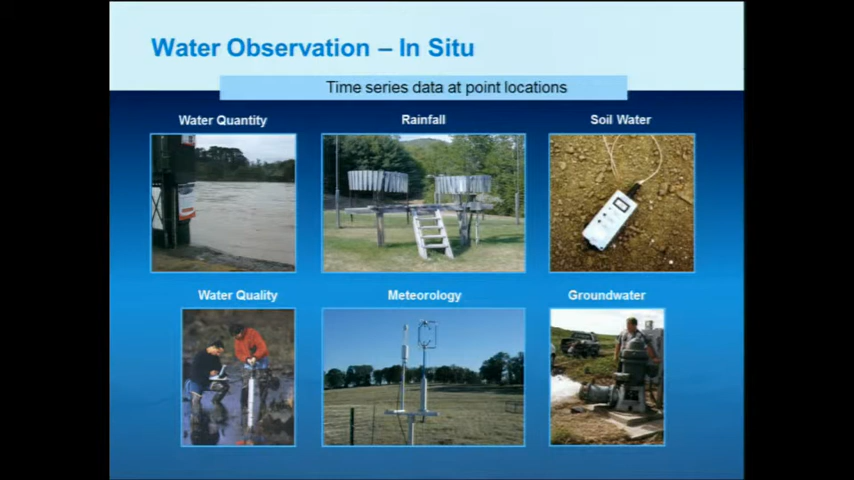 Water Observation – In Situ
Time series data at point locations
Water Quantity
Rainfall
Soil Water
Water Quality
Meteorology
Groundwater